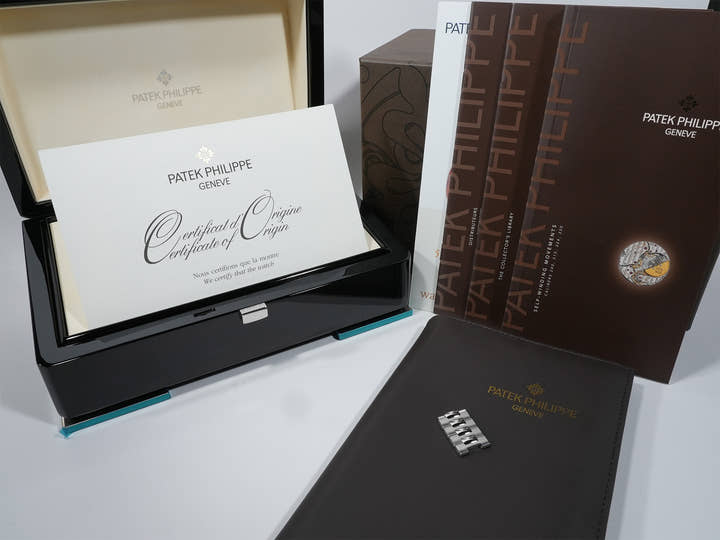 PATEK PHILIPPE
GENEVE
PATEK PHILIPPE
GENEVE
Certificat d'Origine
Certificate of Origin
Nous certifions que la montre
We certify that the watch
PATEK PHILIPPE
DISTRIBUTEURS
PATEK PHILIPPE
THE COLLECTOR'S LIBRARY
PATEK PHILIPPE
SELF-WINDING MOVEMENTS
PATEK PHILIPPE
GENEVE
PATEK PHILIPPE
GENEVE